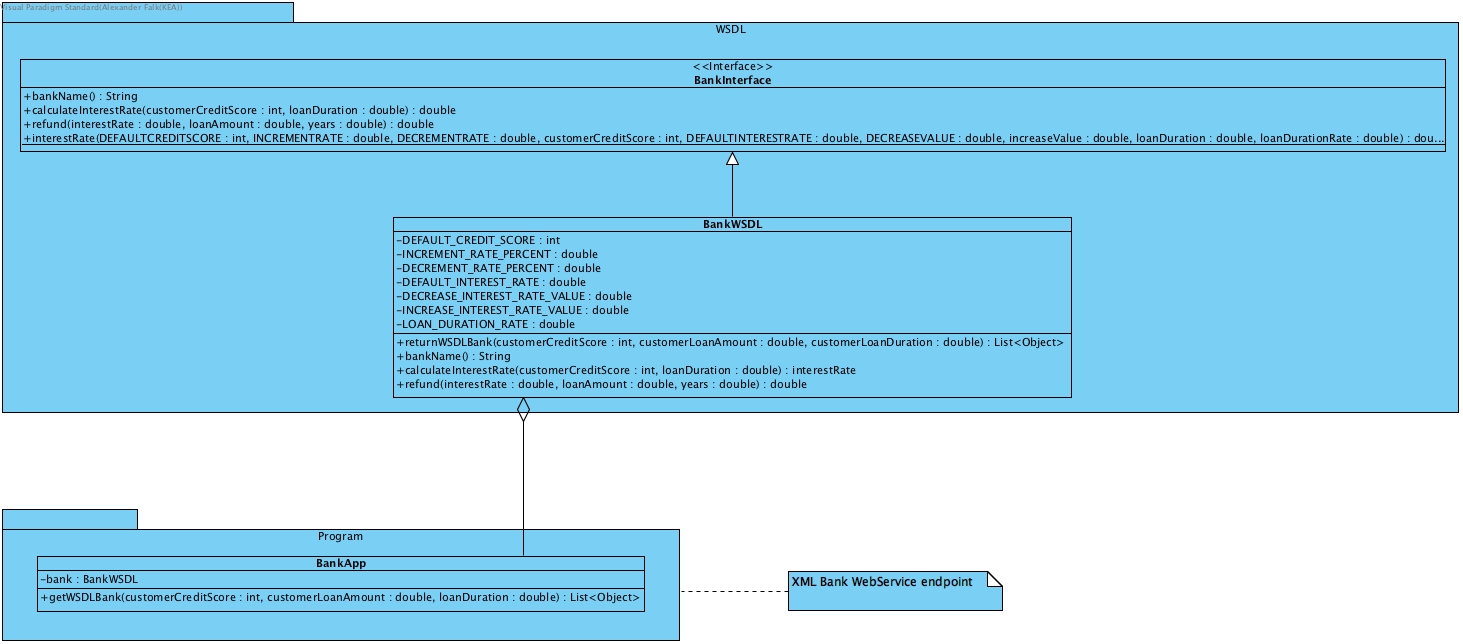 Visual Paradigm Standard(Alexander Falk(KEA))
WSDL
<<Interface>>
BankInterface
+bankName() : String
+calculateInterestRate(customerCreditScore : int, loanDuration : double) : double
+refund(interestRate : double, loanAmount : double, years : double) : double
+interestRate(DEFAULTCREDITSCORE : int, INCREMENTRATE : double, DECREMENTRATE : double, customerCreditScore : int, DEFAULTINTERESTRATE : double, DECREASEVALUE : double, increaseValue : double, loanDuration : double, loanDurationRate : double) : dou...
BankWSDL
-DEFAULT_CREDIT_SCORE : int
-INCREMENT_RATE_PERCENT : double
-DECREMENT_RATE_PERCENT : double
-DEFAULT_INTEREST_RATE : double
-DECREASE_INTEREST_RATE_VALUE : double
-INCREASE_INTEREST_RATE_VALUE : double
-LOAN_DURATION_RATE : double
+returnWSDLBank(customerCreditScore : int, customerLoanAmount : double, customerLoanDuration : double) : List<Object>
+bankName() : String
+calculateInterestRate(customerCreditScore : int, loanDuration : double) : interestRate
+refund(interestRate : double, loanAmount : double, years : double) : double
Program
BankApp
-bank : BankWSDL
+getWSDLBank(customerCreditScore : int, customerLoanAmount : double, loanDuration : double) : List<Object>
XML Bank WebService endpoint